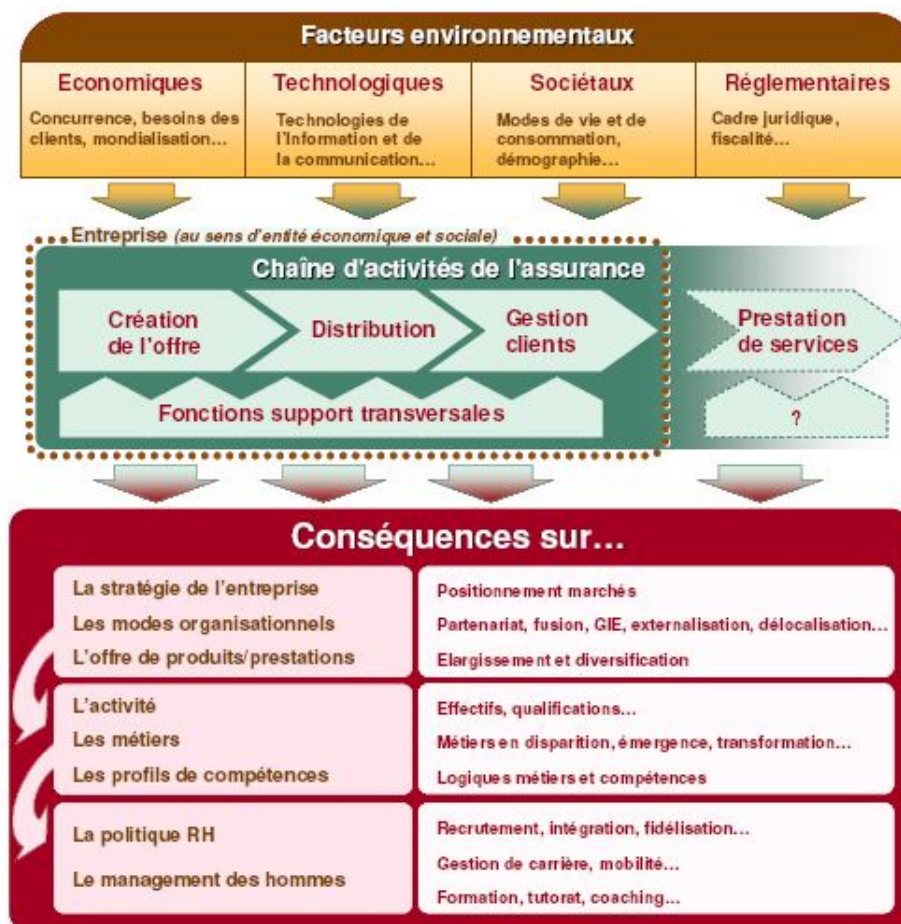 Facteurs environnementaux
Economiques
Concurrence, besoins des
clients, mondialisation...
Technologiques
Technologies de
l'Information et de
la communication...
Sociétaux
Modes de vie et de
consommation,
démographie...
Réglementaires
Cadre juridique,
fiscalité...
Entreprise (au sens d'entité économique et sociale)
Chaîne d'activités de l'assurance
Création
de l'offre
Distribution
Gestion
clients
Prestation
de services
Fonctions support transversales
?
Conséquences sur...
La stratégie de l'entreprise
Positionnement marchés
Les modes organisationnels
Partenariat, fusion, GIE, externalisation, délocalisation...
L'offre de produits/prestations
Elargissement et diversification
L'activité
Effectifs, qualifications...
Les métiers
Métiers en disparition, émergence, transformation...
Les profils de compétences
Logiques métiers et compétences
La politique RH
Le management des hommes
Recrutement, intégration, fidélisation...
Gestion de carrière, mobilité...
Formation, tutorat, coaching...